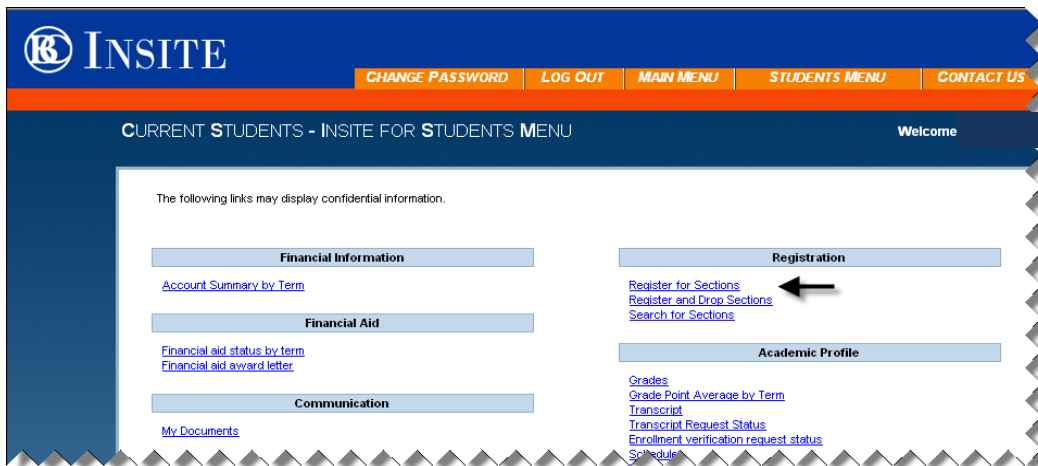 BC INSITE
CHANGE PASSWORD LOG OUT MAIN MENU STUDENTS MENU CONTACT US
CURRENT STUDENTS - INSITE FOR STUDENTS MENU Welcome
The following links may display confidential information.
Financial Information
Account Summary by Term
Financial Aid
Financial aid status by term
Financial aid award letter
Communication
My Documents
Registration
Register for Sections
Register and Drop Sections
Search for Sections
Academic Profile
Grades
Grade Point Average by Term
Transcript
Transcript Request Status
Enrollment verification request status
Schedule